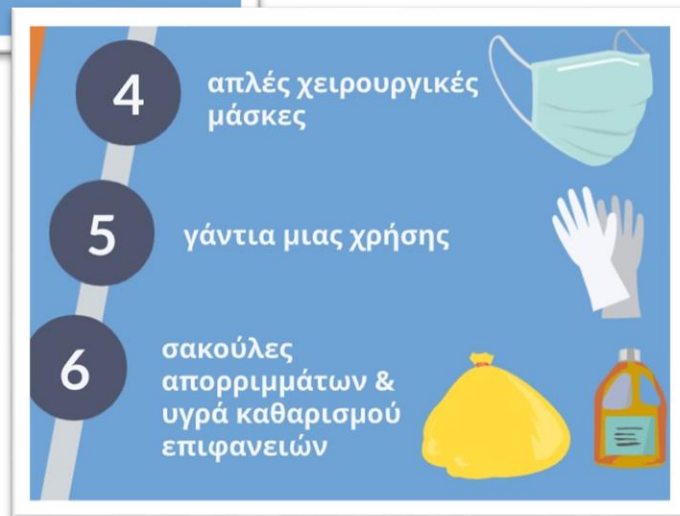 4
απλές χειρουργικές
μάσκες
5
γάντια μιας χρήσης
6
σακούλες
απορριμμάτων &
υγρά καθαρισμού
επιφανειών